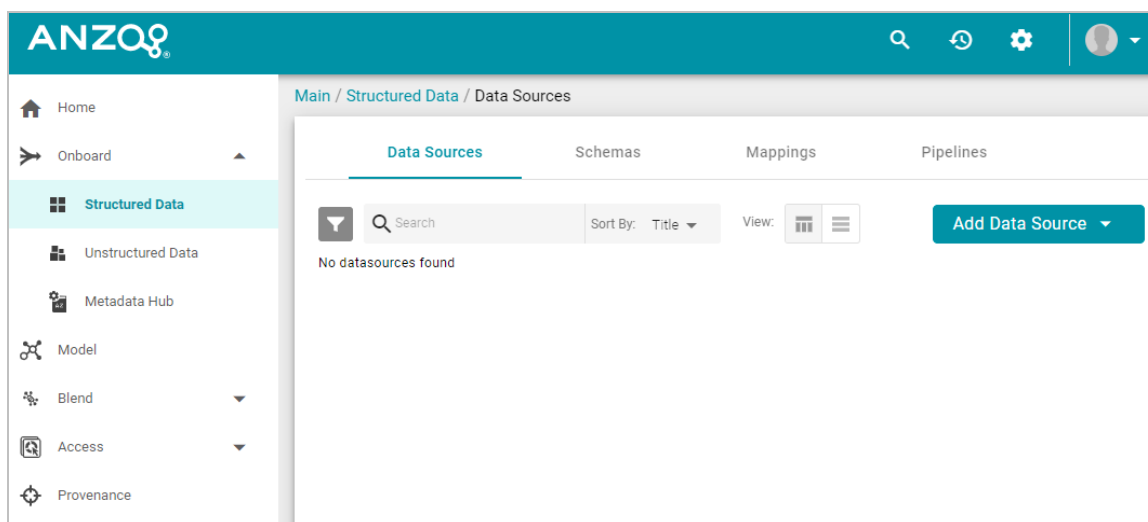 ANZO
Home
Onboard
Structured Data
Unstructured Data
Metadata Hub
Model
Blend
Access
Provenance
Main / Structured Data / Data Sources
Data Sources Schemas Mappings Pipelines
Search Sort By: Title View: Add Data Source
No datasources found